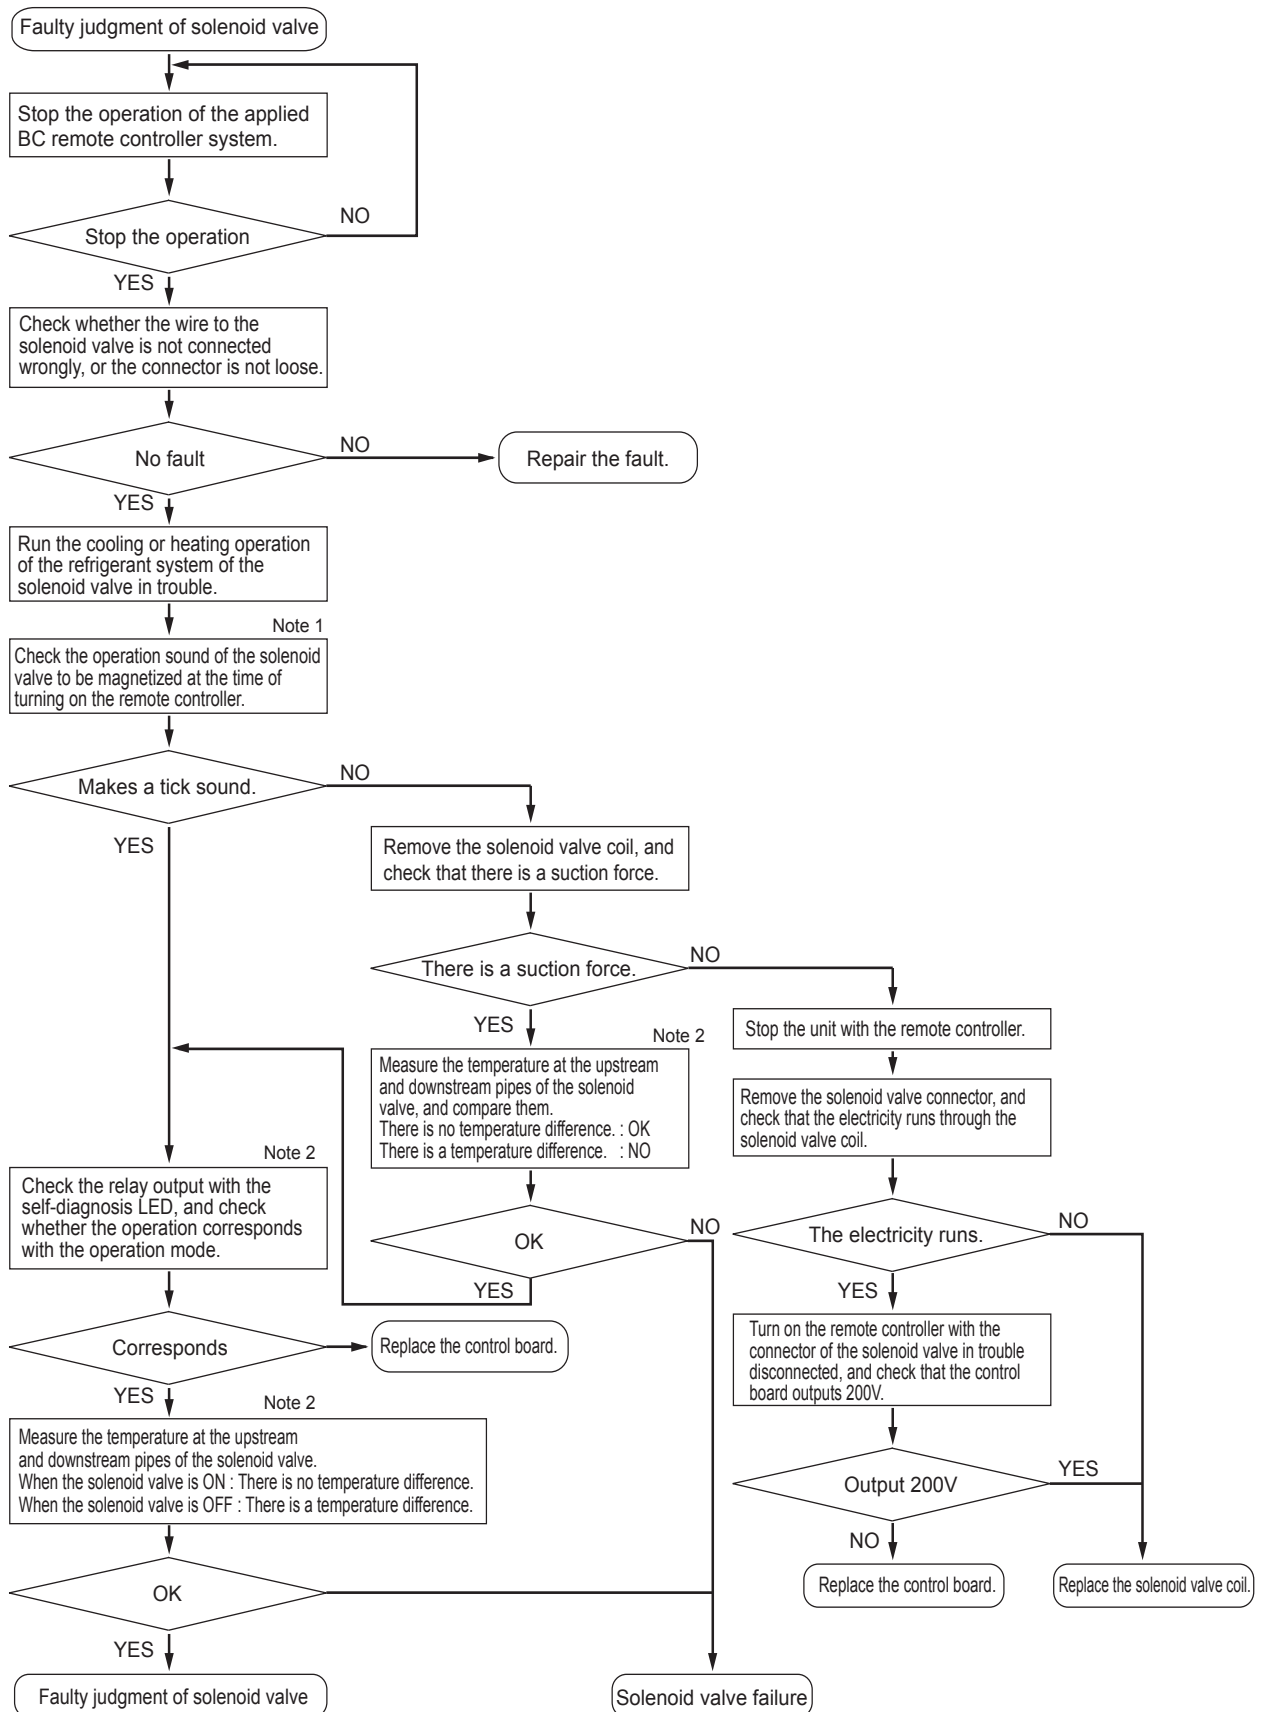 Faulty judgment of solenoid valve
Stop the operation of the applied
BC remote controller system.
NO
Stop the operation
YES
Check whether the wire to the
solenoid valve is not connected
wrongly, or the connector is not loose.
NO
No fault
Repair the fault.
YES
Run the cooling or heating operation
of the refrigerant system of the
solenoid valve in trouble.
Note 1
Check the operation sound of the solenoid
valve to be magnetized at the time of
turning on the remote controller.
NO
Makes a tick sound.
YES
Remove the solenoid valve coil, and
check that there is a suction force.
NO
There is a suction force.
YES
Note 2
Measure the temperature at the upstream
and downstream pipes of the solenoid
valve, and compare them.
There is no temperature difference. : OK
There is a temperature difference. : NO
Stop the unit with the remote controller.
Remove the solenoid valve connector, and
check that the electricity runs through the
solenoid valve coil.
Note 2
Check the relay output with the
self-diagnosis LED, and check
whether the operation corresponds
with the operation mode.
NO
OK
YES
NO
The electricity runs.
YES
Corresponds
Replace the control board.
YES
Turn on the remote controller with the
connector of the solenoid valve in trouble
disconnected, and check that the control
board outputs 200V.
Note 2
Measure the temperature at the upstream
and downstream pipes of the solenoid valve.
When the solenoid valve is ON : There is no temperature difference.
When the solenoid valve is OFF : There is a temperature difference.
YES
Output 200V
NO
Replace the control board.
Replace the solenoid valve coil.
OK
YES
Faulty judgment of solenoid valve
Solenoid valve failure